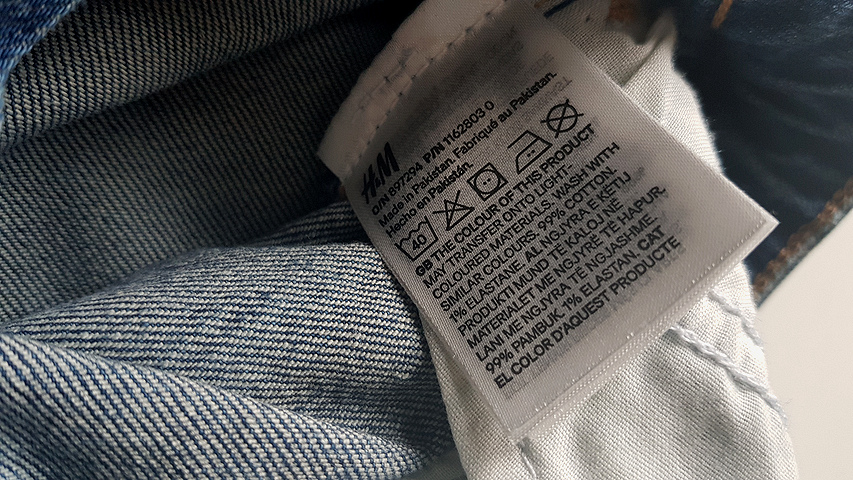 H&M
O/N 697294 P/N 1162803 0
Made in Pakistan. Fabriqué au Pakistan.
Hecho en Pakistán.
40
GB THE COLOUR OF THIS PRODUCT
MAY TRANSFER ONTO LIGHT-
COLOURED MATERIALS. WASH WITH
SIMILAR COLOURS. 99% COTTON.
1% ELASTANE. AL NGJYRA E KËTIJ
PRODUKTI MUND TË KALOJ NË
MATERIALET ME NGJYRË TË HAPUR.
LANI ME NGJYRA TË NGJASHME.
99% PAMBUK. 1% ELASTAN. CAT
EL COLOR D'AQUEST PRODUCTE